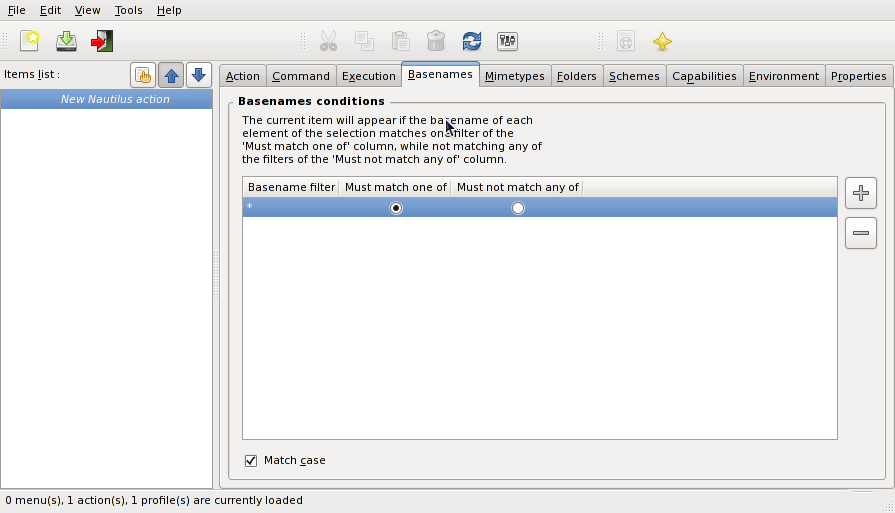 File Edit View Tools Help
Items list :
New Nautilus action
Action Command Execution Basenames Mimetypes Folders Schemes Capabilities Environment Properties
Basenames conditions
The current item will appear if the basename of each
element of the selection matches one filter of the
'Must match one of' column, while not matching any of
the filters of the 'Must not match any of' column.
Basename filter Must match one of Must not match any of
*
Match case
0 menu(s), 1 action(s), 1 profile(s) are currently loaded